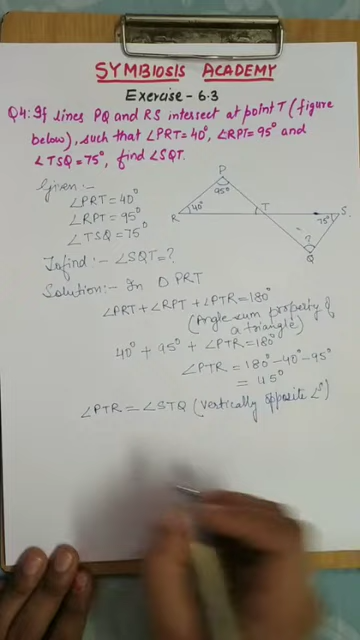 SYMBIOSIS ACADEMY
Exercise - 6.3
Q4: If lines PQ and RS intersect at point T (figure
below), such that ∠PRT = 40°, ∠RPT = 95° and
∠TSQ = 75°, find ∠SQT.
Given :-
∠PRT = 40°
∠RPT = 95°
∠TSQ = 75°
To find :- ∠SQT = ?
P
95°
R
40°
T
S
75°
?
Q
Solution :- In △ PRT
∠PRT + ∠RPT + ∠PTR = 180°
(Angle sum property of
a triangle)
40° + 95° + ∠PTR = 180°
∠PTR = 180° - 40° - 95°
= 45°
∠PTR = ∠STQ (Vertically opposite ∠s)